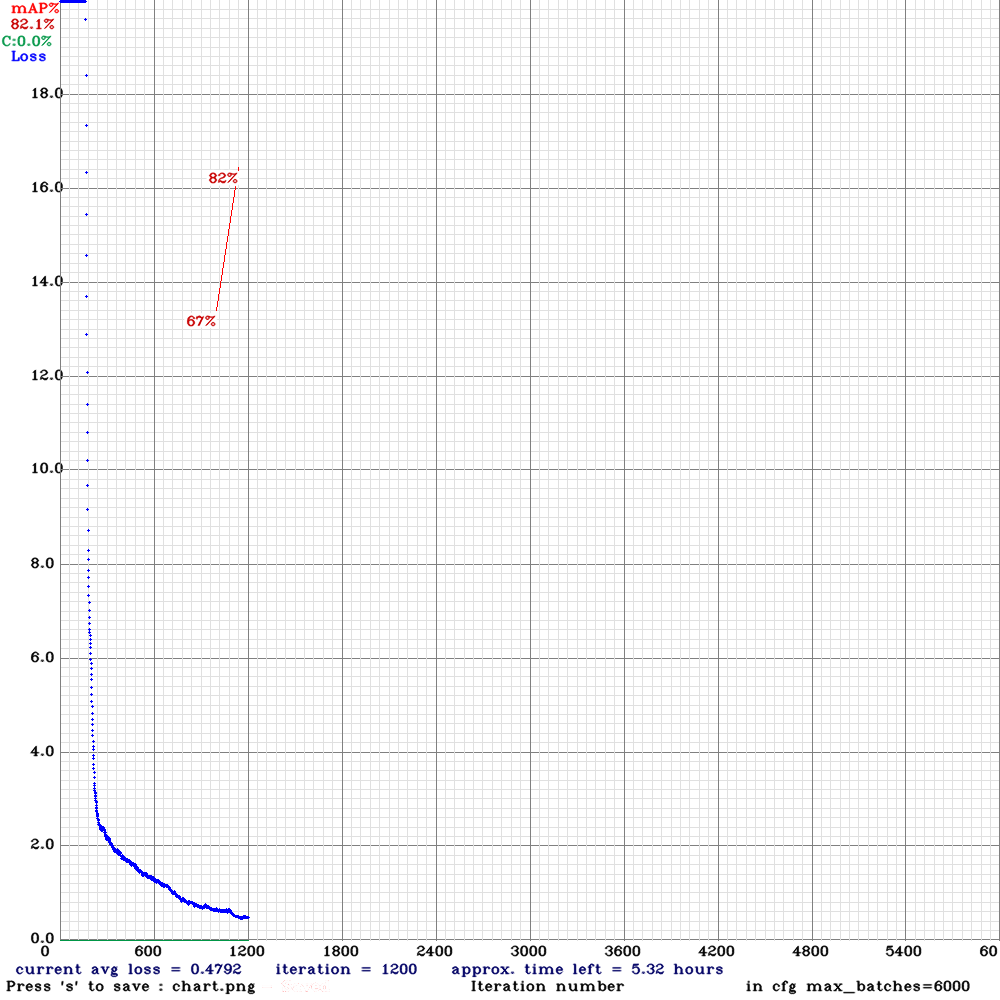 mAP%
82.1%
C:0.0%
Loss
18.0
82%
16.0
14.0
67%
12.0
10.0
8.0
6.0
4.0
2.0
0.0
0 600 1200 1800 2400 3000 3600 4200 4800 5400 60
current avg loss = 0.4792 iteration = 1200 approx. time left = 5.32 hours
Press 's' to save : chart.png Iteration number in cfg max_batches=6000